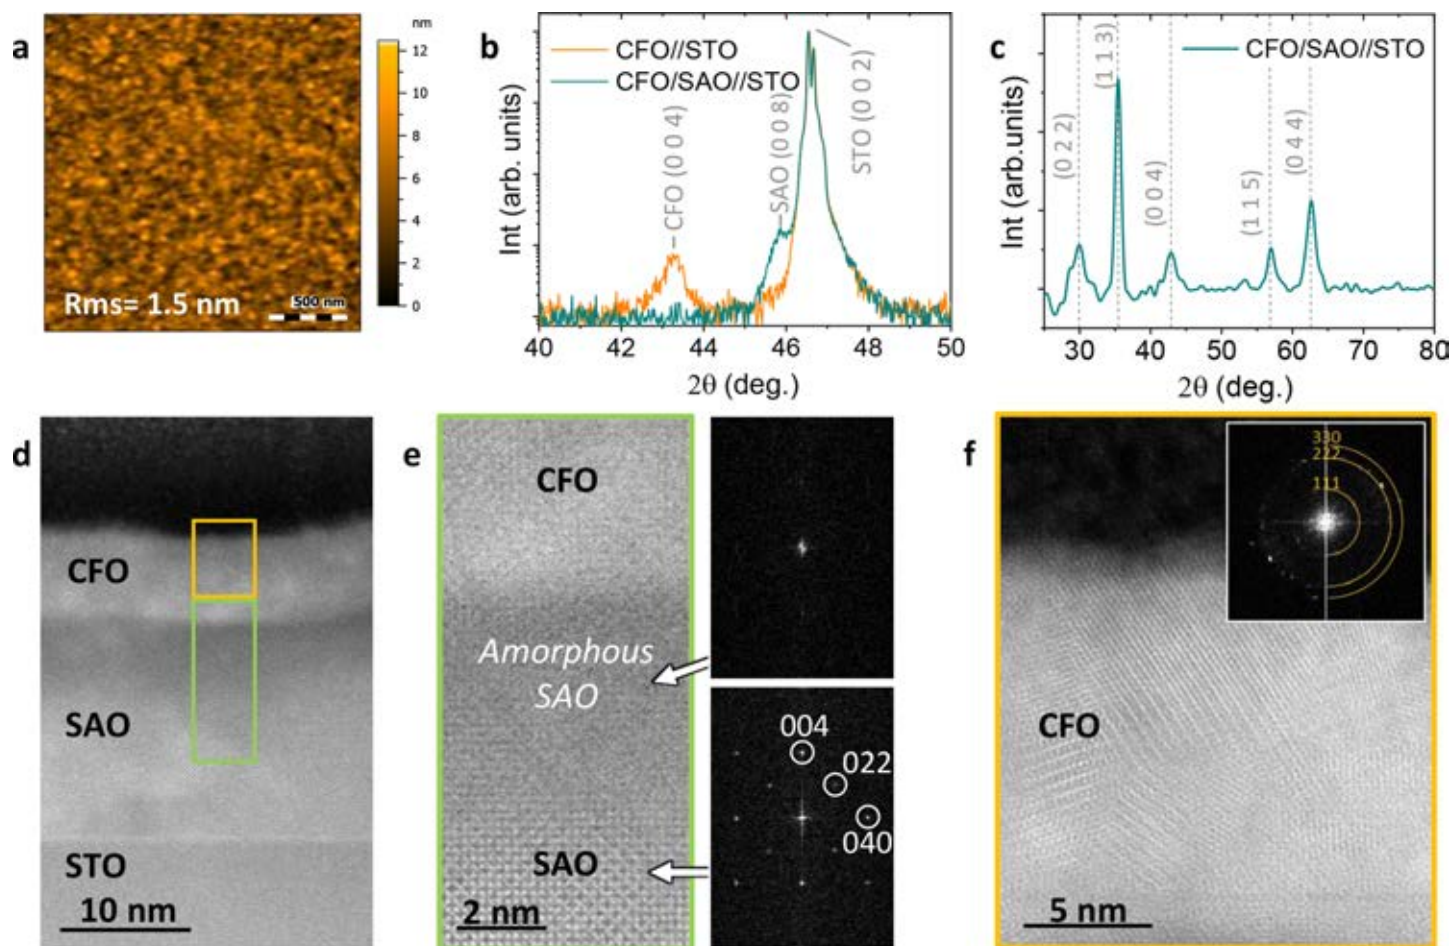 a
nm
12
10
8
6
4
2
0
Rms= 1.5 nm
500 nm
b
CFO//STO
CFO/SAO//STO
CFO (0 0 4)
SAO (0 0 8)
STO (0 0 2)
Int (arb. units)
40 42 44 46 48 50
2θ (deg.)
c
CFO/SAO//STO
(0 2 2)
(1 1 3)
(0 0 4)
(1 1 5)
(0 4 4)
Int (arb.units)
30 40 50 60 70 80
2θ (deg.)
d
CFO
SAO
STO
10 nm
e
CFO
Amorphous
SAO
SAO
2 nm
004
022
040
f
330
222
111
CFO
5 nm